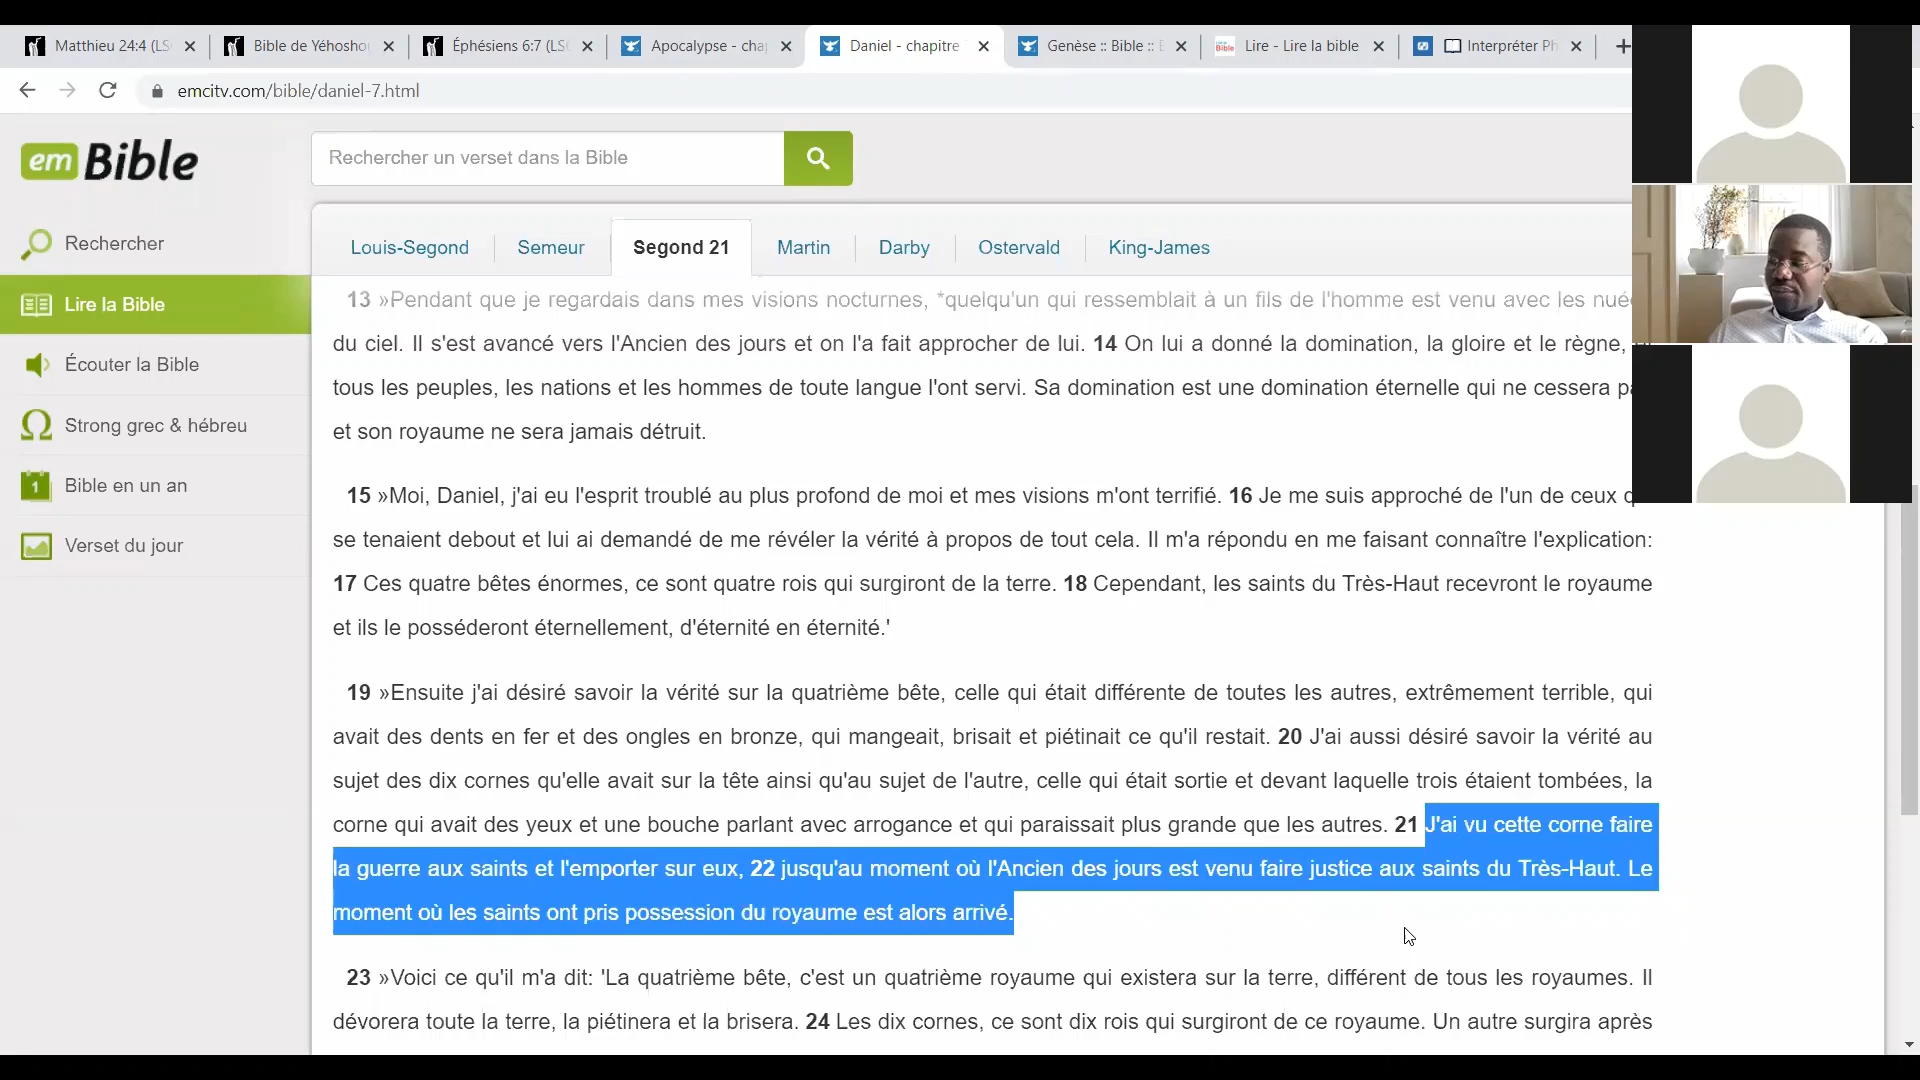 Matthieu 24:4 (LS
Bible de Yéhosho
Éphésiens 6:7 (LS
Apocalypse - cha
Daniel - chapitre
Genèse :: Bible ::
Lire - Lire la bible
Interpréter Ph
emcitv.com/bible/daniel-7.html
em Bible
Rechercher un verset dans la Bible
Rechercher
Lire la Bible
Écouter la Bible
Strong grec & hébreu
1 Bible en un an
Verset du jour
Louis-Segond Semeur Segond 21 Martin Darby Ostervald King-James
13 »Pendant que je regardais dans mes visions nocturnes, *quelqu'un qui ressemblait à un fils de l'homme est venu avec les nué
du ciel. Il s'est avancé vers l'Ancien des jours et on l'a fait approcher de lui. 14 On lui a donné la domination, la gloire et le règne,
tous les peuples, les nations et les hommes de toute langue l'ont servi. Sa domination est une domination éternelle qui ne cessera p
et son royaume ne sera jamais détruit.
15 »Moi, Daniel, j'ai eu l'esprit troublé au plus profond de moi et mes visions m'ont terrifié. 16 Je me suis approché de l'un de ceux
se tenaient debout et lui ai demandé de me révéler la vérité à propos de tout cela. Il m'a répondu en me faisant connaître l'explication:
17 Ces quatre bêtes énormes, ce sont quatre rois qui surgiront de la terre. 18 Cependant, les saints du Très-Haut recevront le royaume
et ils le posséderont éternellement, d'éternité en éternité.'
19 »Ensuite j'ai désiré savoir la vérité sur la quatrième bête, celle qui était différente de toutes les autres, extrêmement terrible, qui
avait des dents en fer et des ongles en bronze, qui mangeait, brisait et piétinait ce qu'il restait. 20 J'ai aussi désiré savoir la vérité au
sujet des dix cornes qu'elle avait sur la tête ainsi qu'au sujet de l'autre, celle qui était sortie et devant laquelle trois étaient tombées, la
corne qui avait des yeux et une bouche parlant avec arrogance et qui paraissait plus grande que les autres. 21 J'ai vu cette corne faire
la guerre aux saints et l'emporter sur eux, 22 jusqu'au moment où l'Ancien des jours est venu faire justice aux saints du Très-Haut. Le
moment où les saints ont pris possession du royaume est alors arrivé.
23 »Voici ce qu'il m'a dit: 'La quatrième bête, c'est un quatrième royaume qui existera sur la terre, différent de tous les royaumes. Il
dévorera toute la terre, la piétinera et la brisera. 24 Les dix cornes, ce sont dix rois qui surgiront de ce royaume. Un autre surgira après